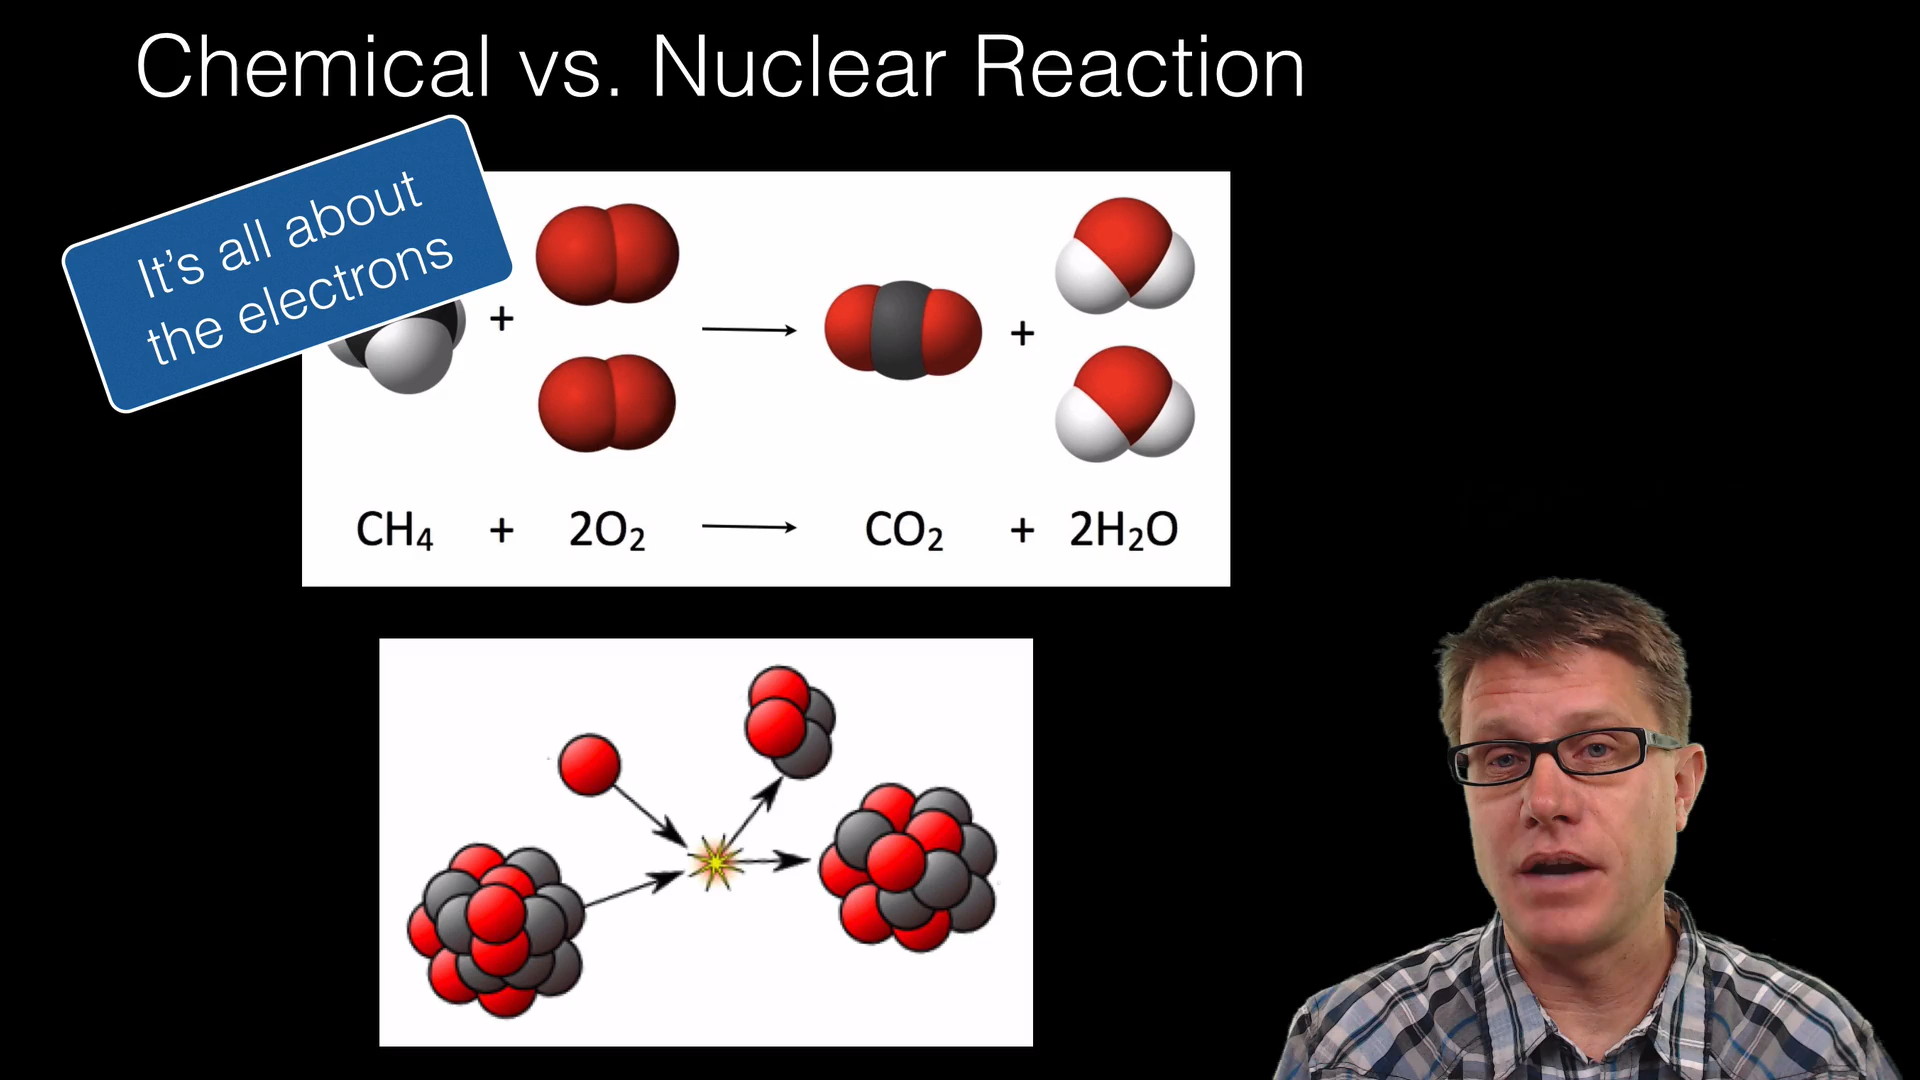 Chemical vs. Nuclear Reaction
It's all about
the electrons
+
+
CH₄ + 2O₂ ⟶ CO₂ + 2H₂O